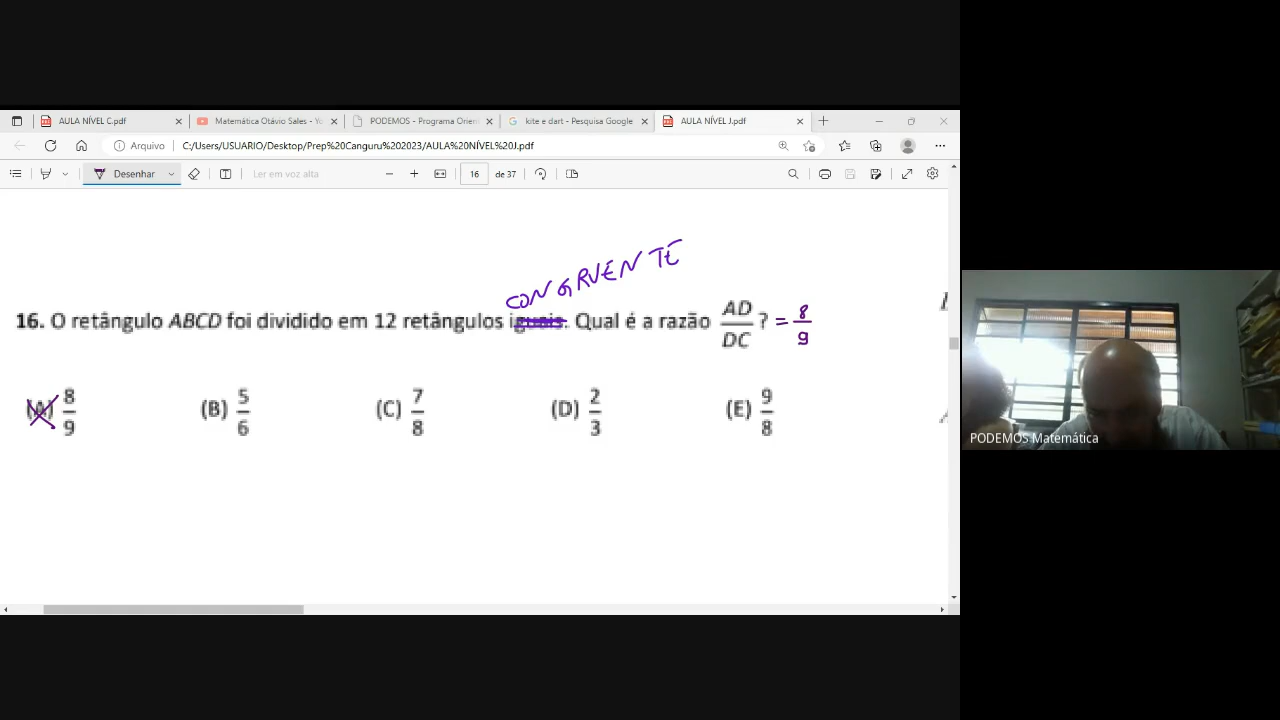 AULA NÍVEL C.pdf
Matemática Otávio Sales - Yo
PODEMOS - Programa Orien
kite e dart - Pesquisa Google
AULA NÍVEL J.pdf
Arquivo C:/Users/USUARIO/Desktop/Prep%20Canguru%202023/AULA%20NÍVEL%20J.pdf
Desenhar Ler em voz alta 16 de 37
CONGRUENTE
16. O retângulo ABCD foi dividido em 12 retângulos iguais. Qual é a razão AD/DC ? = 8/9
(A) 8/9 (B) 5/6 (C) 7/8 (D) 2/3 (E) 9/8
PODEMOS Matemática